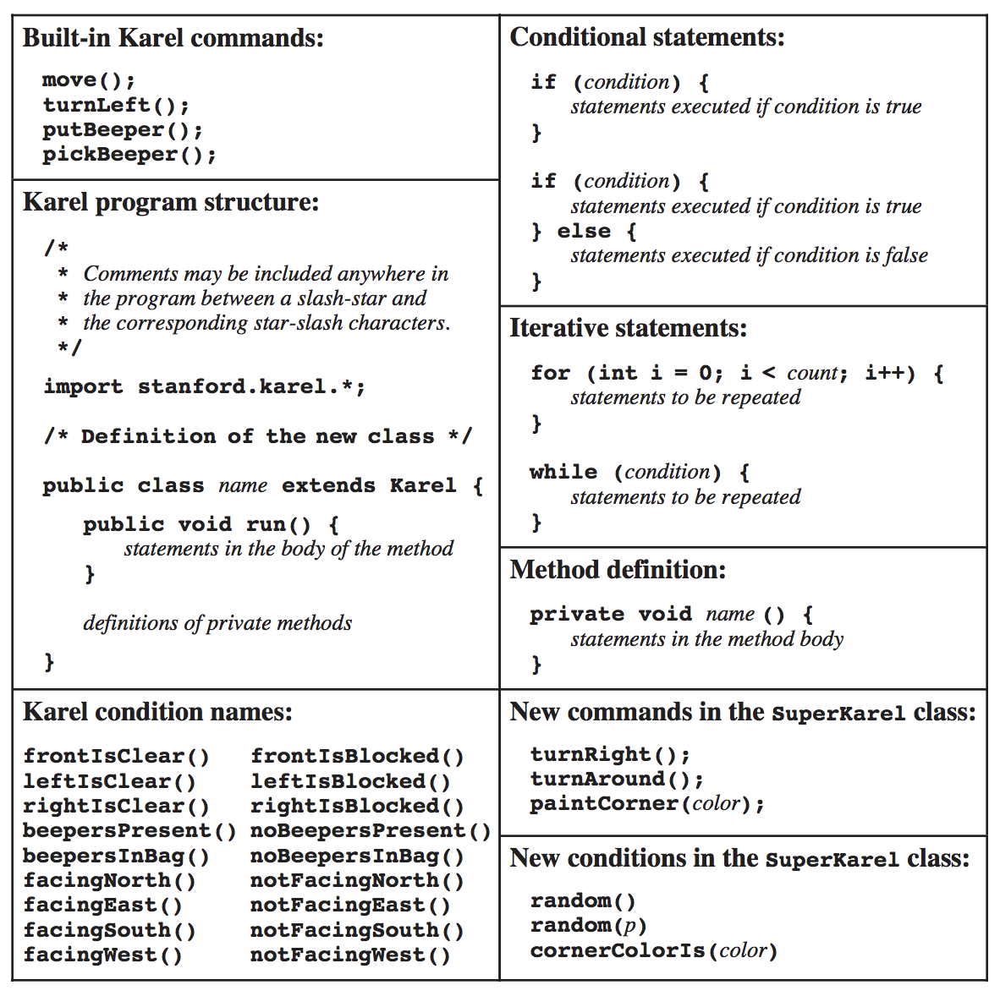 Built-in Karel commands:
move();
turnLeft();
putBeeper();
pickBeeper();
Karel program structure:
/*
* Comments may be included anywhere in
* the program between a slash-star and
* the corresponding star-slash characters.
*/
import stanford.karel.*;
/* Definition of the new class */
public class name extends Karel {
public void run() {
statements in the body of the method
}
definitions of private methods
}
Karel condition names:
frontIsClear() frontIsBlocked()
leftIsClear() leftIsBlocked()
rightIsClear() rightIsBlocked()
beepersPresent() noBeepersPresent()
beepersInBag() noBeepersInBag()
facingNorth() notFacingNorth()
facingEast() notFacingEast()
facingSouth() notFacingSouth()
facingWest() notFacingWest()
Conditional statements:
if (condition) {
statements executed if condition is true
}
if (condition) {
statements executed if condition is true
} else {
statements executed if condition is false
}
Iterative statements:
for (int i = 0; i < count; i++) {
statements to be repeated
}
while (condition) {
statements to be repeated
}
Method definition:
private void name () {
statements in the method body
}
New commands in the SuperKarel class:
turnRight();
turnAround();
paintCorner(color);
New conditions in the SuperKarel class:
random()
random(p)
cornerColorIs(color)